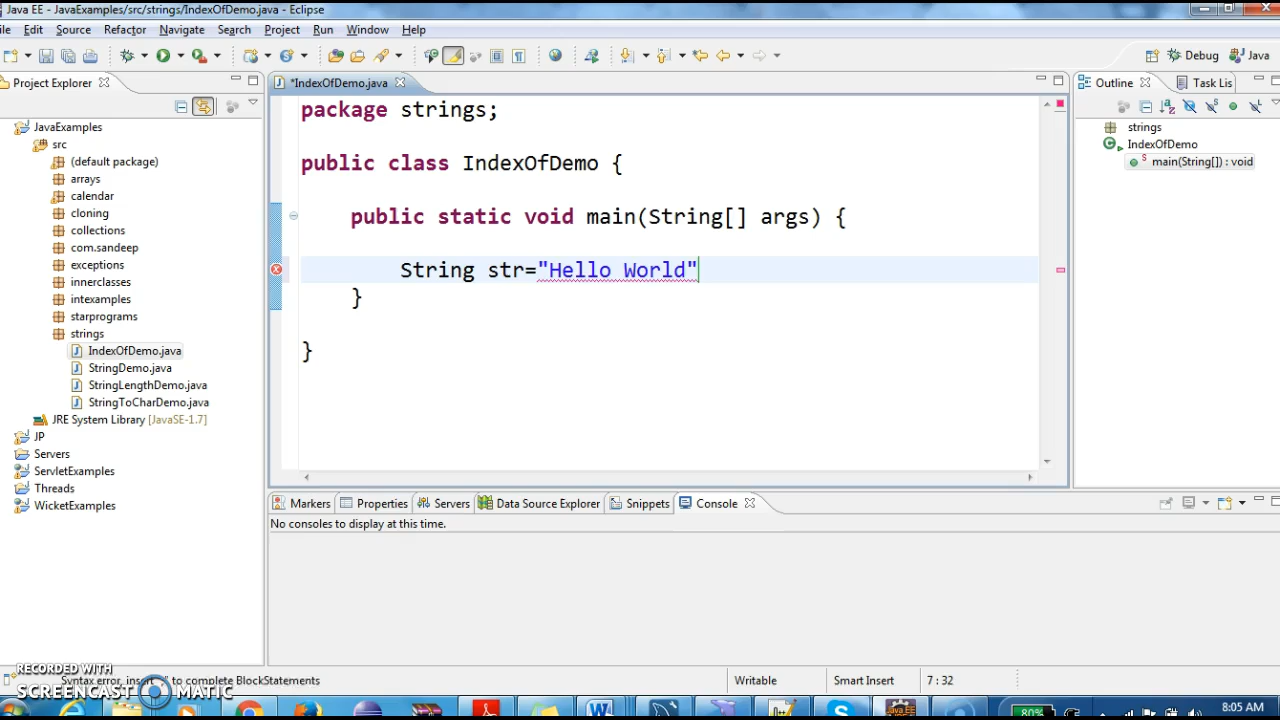 Java EE - JavaExamples/src/strings/IndexOfDemo.java - Eclipse
Edit Source Refactor Navigate Search Project Run Window Help
Debug Java
Project Explorer
*IndexOfDemo.java
Outline Task Lis
JavaExamples
src
(default package)
arrays
calendar
cloning
collections
com.sandeep
exceptions
innerclasses
intexamples
starprograms
strings
IndexOfDemo.java
StringDemo.java
StringLengthDemo.java
StringToCharDemo.java
JRE System Library [JavaSE-1.7]
JP
Servers
ServletExamples
Threads
WicketExamples
package strings;
public class IndexOfDemo {
public static void main(String[] args) {
String str="Hello World"
}
}
strings
IndexOfDemo
main(String[]) : void
Markers Properties Servers Data Source Explorer Snippets Console
No consoles to display at this time.
RECORDED WITH
SCREENCAST MATIC
Syntax error, insert to complete BlockStatements
Writable Smart Insert 7 : 32
80%
8:05 AM